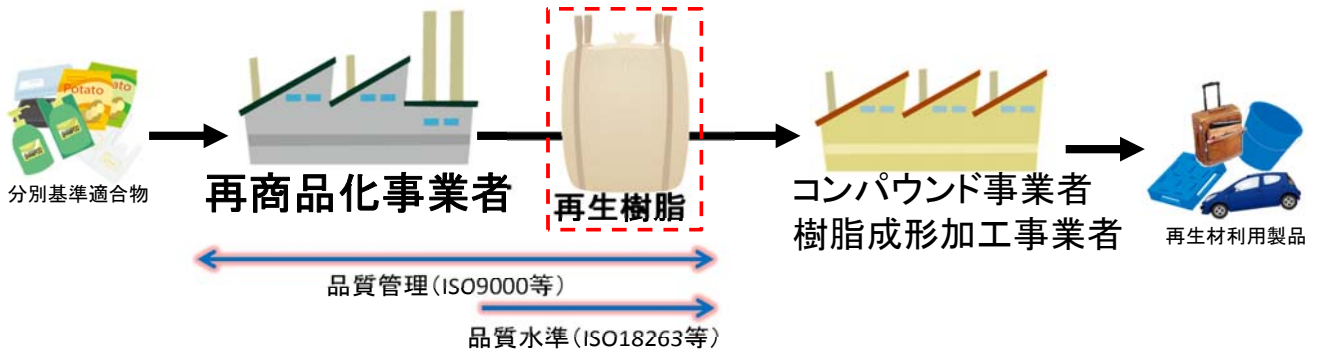 Potato
ato
SHAMPOO
分別基準適合物
再商品化事業者
再生樹脂
コンパウンド事業者
樹脂成形加工事業者
再生材利用製品
品質管理(ISO9000等)
品質水準(ISO18263等)